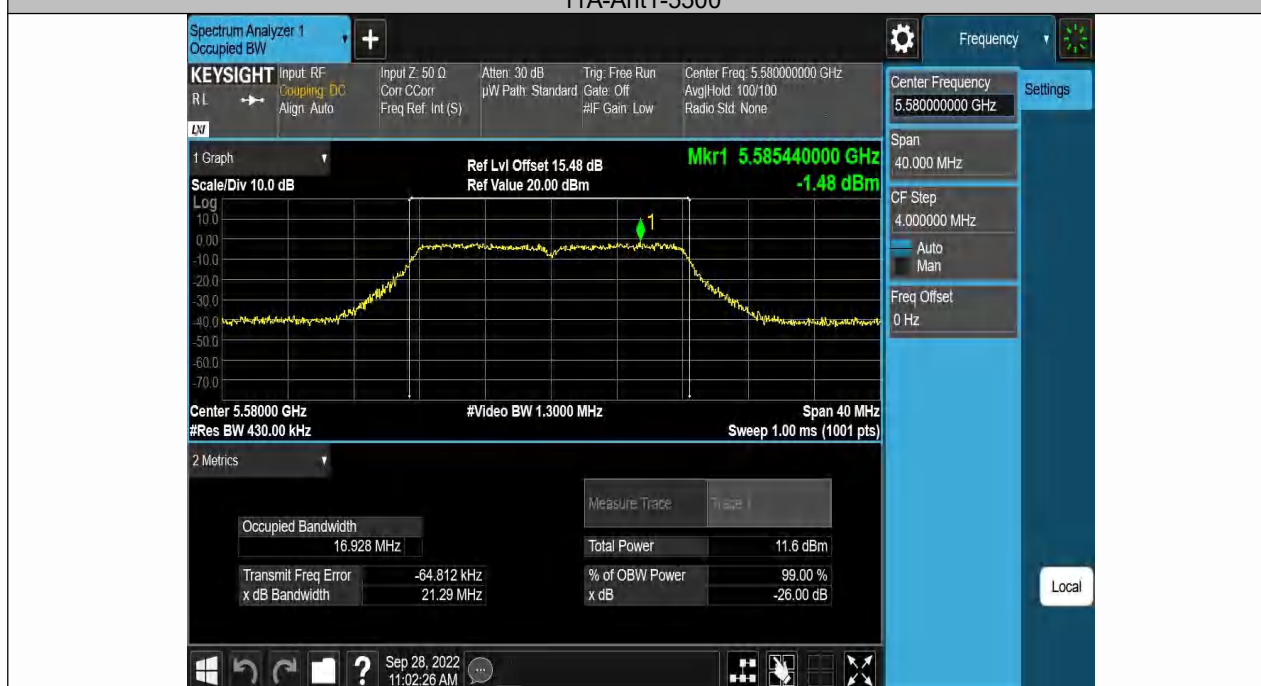 Spectrum Analyzer 1
Occupied BW
+
Frequency
KEYSIGHT
RL
LXI
Input: RF
Coupling: DC
Align: Auto
Input Z: 50 Ω
Corr CCorr
Freq Ref: Int (S)
Atten: 30 dB
µW Path: Standard
Trig: Free Run
Gate: Off
#IF Gain: Low
Center Freq: 5.580000000 GHz
Avg|Hold: 100/100
Radio Std: None
Center Frequency
5.580000000 GHz
Settings
Span
40.000 MHz
CF Step
4.000000 MHz
Auto
Man
Freq Offset
0 Hz
Local
1 Graph
Scale/Div 10.0 dB
Ref Lvl Offset 15.48 dB
Ref Value 20.00 dBm
Mkr1 5.585440000 GHz
-1.48 dBm
Log
10.0
0.00
-10.0
-20.0
-30.0
-40.0
-50.0
-60.0
-70.0
1
Center 5.58000 GHz
#Video BW 1.3000 MHz
Span 40 MHz
#Res BW 430.00 kHz
Sweep 1.00 ms (1001 pts)
2 Metrics
Measure Trace
Trace 1
Occupied Bandwidth
16.928 MHz
Total Power
11.6 dBm
Transmit Freq Error
-64.812 kHz
% of OBW Power
99.00 %
x dB Bandwidth
21.29 MHz
x dB
-26.00 dB
?
Sep 28, 2022
11:02:26 AM